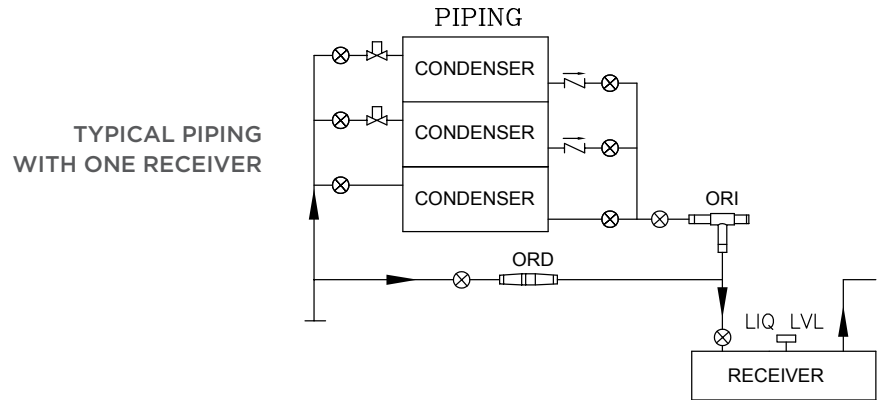 PIPING
TYPICAL PIPING
WITH ONE RECEIVER
CONDENSER
CONDENSER
CONDENSER
ORI
ORD
LIQ LVL
RECEIVER